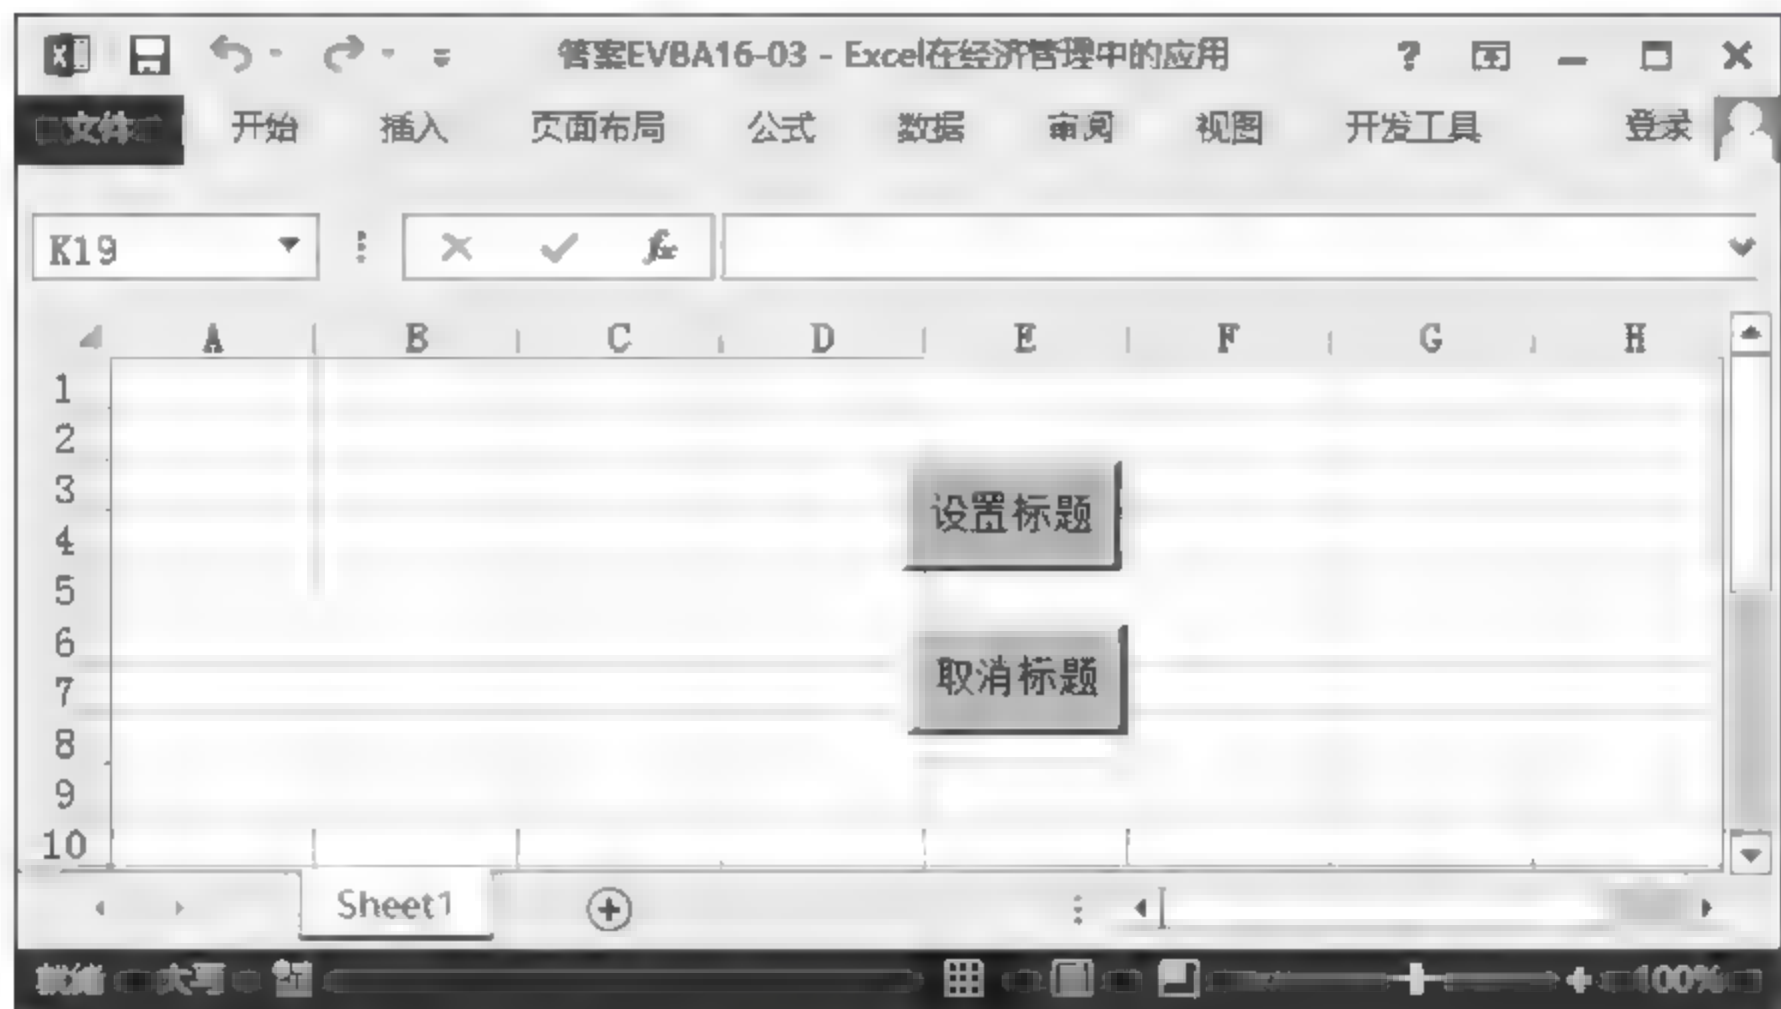 答案EVBA16-03 - Excel在经济管理中的应用 ?
文件 开始 插入 页面布局 公式 数据 审阅 视图 开发工具 登录
K19 fx
A B C D E F G H
1
2
3
设置标题
4
5
6
取消标题
7
8
9
10
Sheet1
就绪 大写 100%